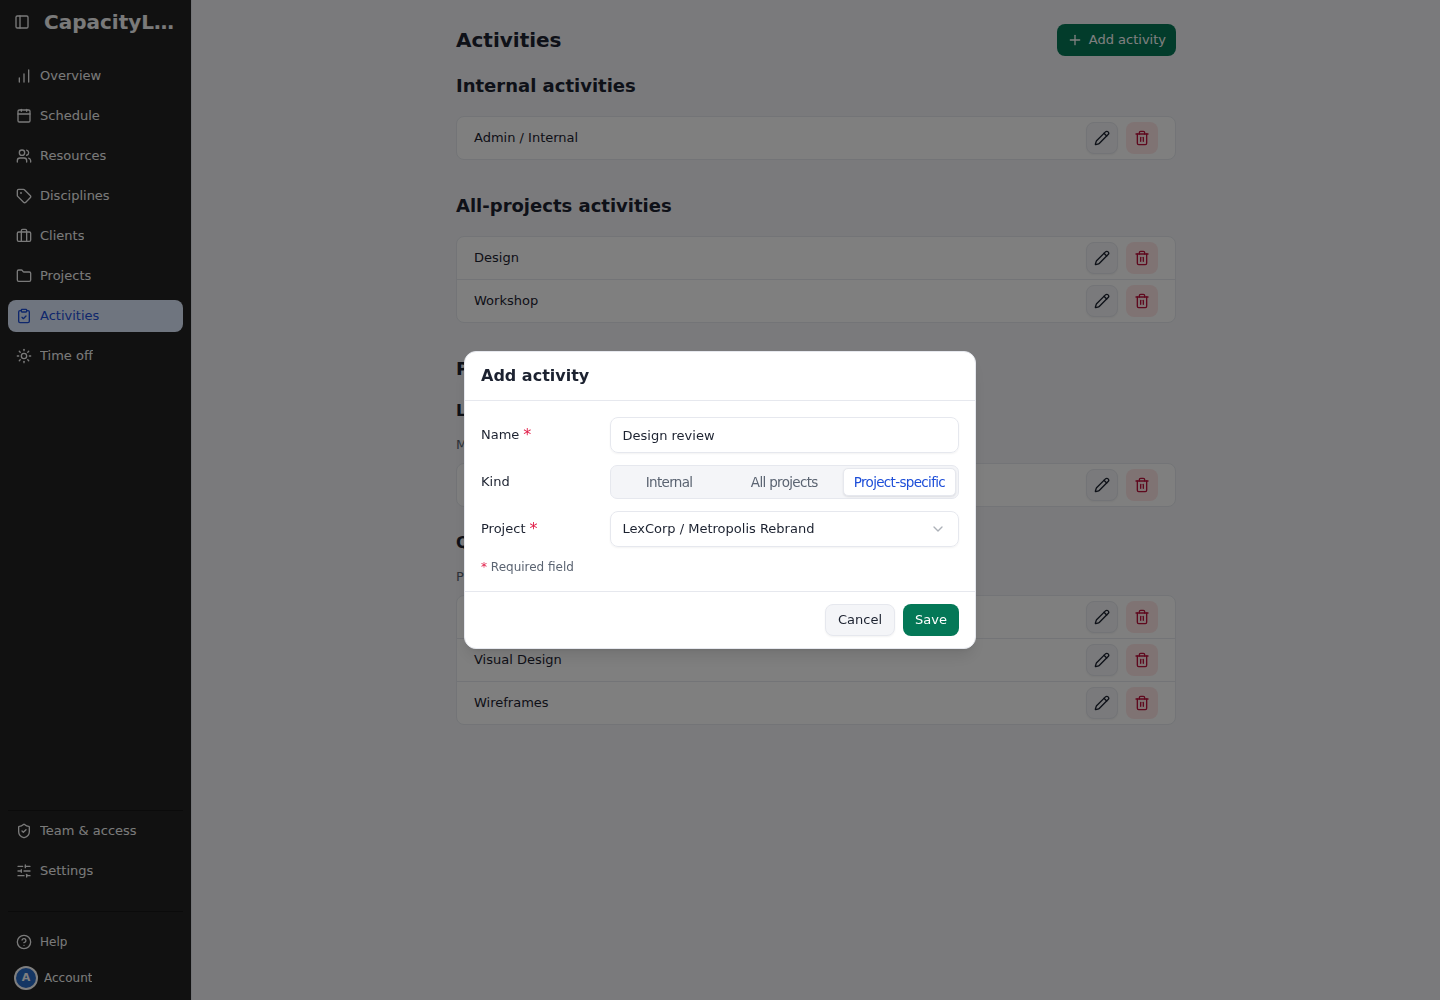 CapacityL...
Overview
Schedule
Resources
Disciplines
Clients
Projects
Activities
Time off
Team & access
Settings
Help
A Account
Activities
Add activity
Internal activities
Admin / Internal
All-projects activities
Design
Workshop
Add activity
Name *
Design review
Kind
Internal
All projects
Project-specific
Project *
LexCorp / Metropolis Rebrand
* Required field
Cancel
Save
Visual Design
Wireframes